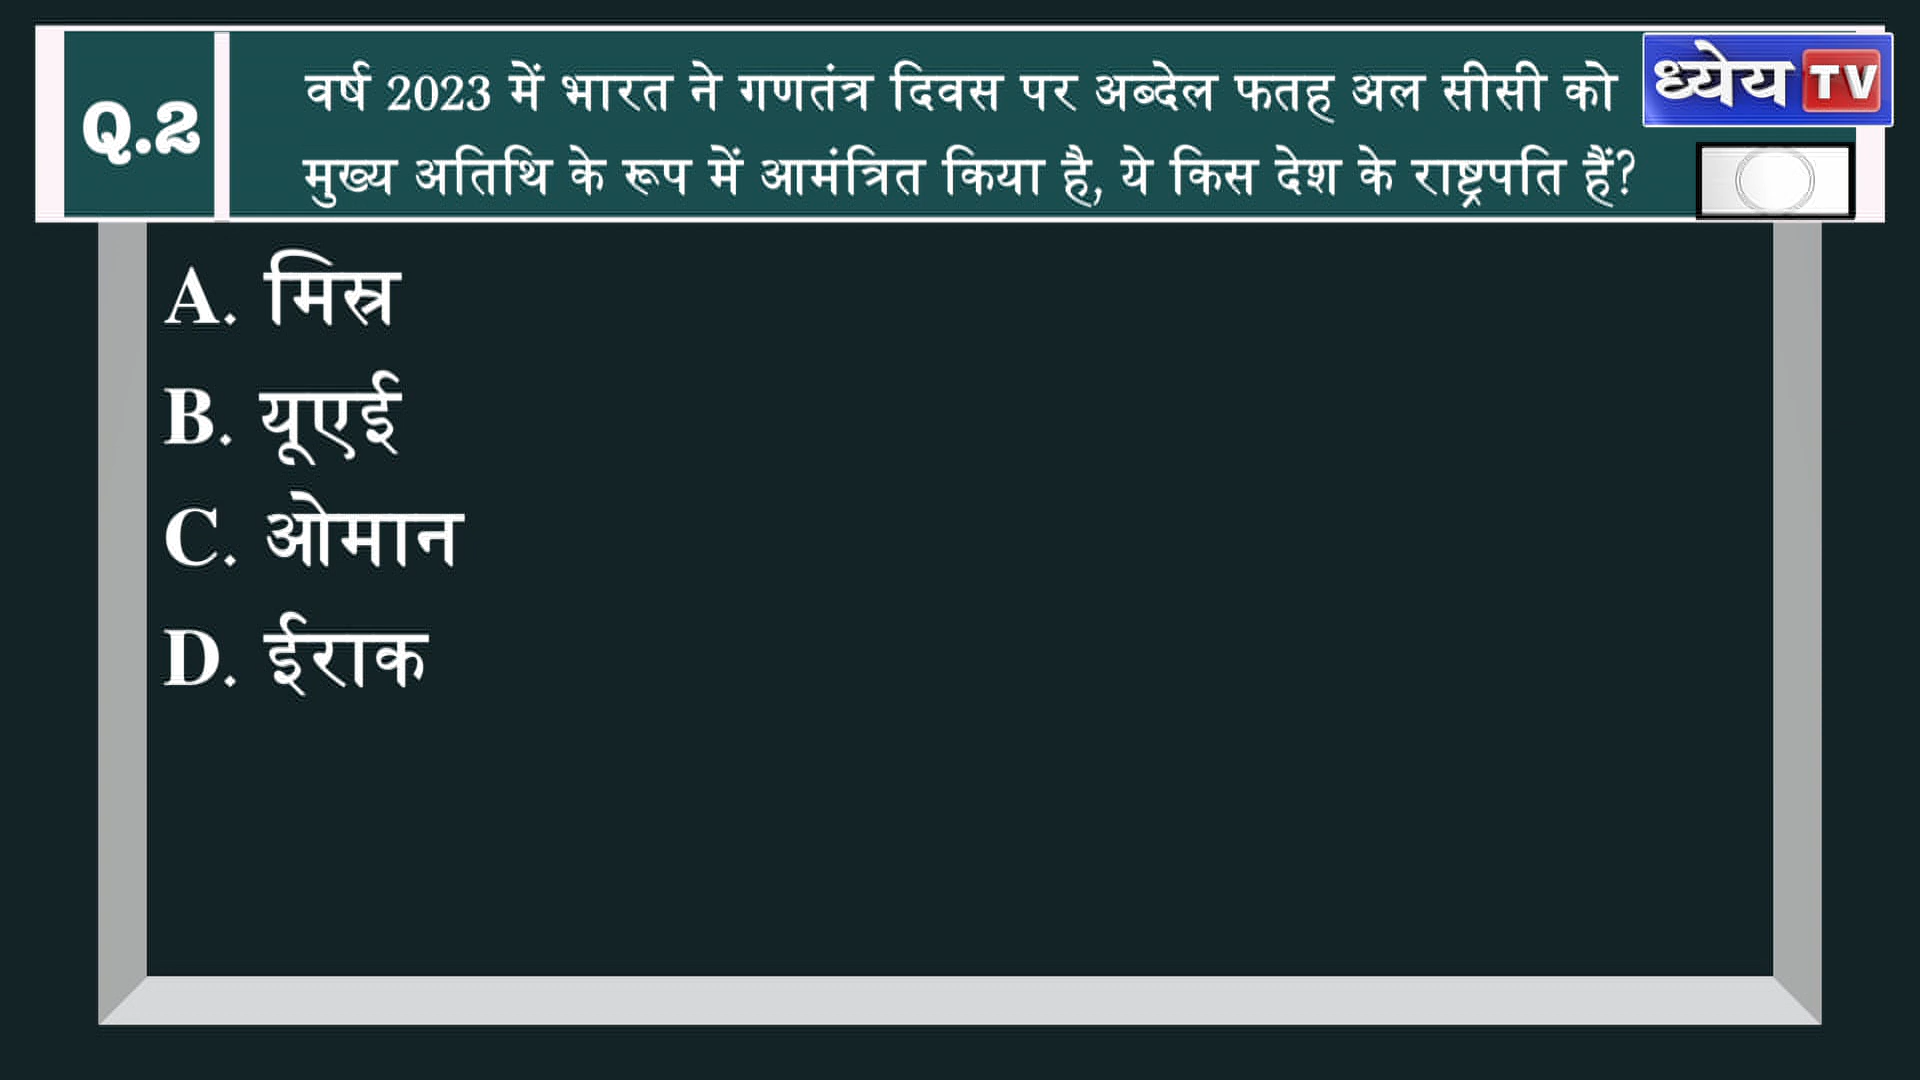 Q.2
वर्ष 2023 में भारत ने गणतंत्र दिवस पर अब्देल फतह अल सीसी को
मुख्य अतिथि के रूप में आमंत्रित किया है, ये किस देश के राष्ट्रपति हैं?
ध्येय TV
A. मिस्र
B. यूएई
C. ओमान
D. ईराक